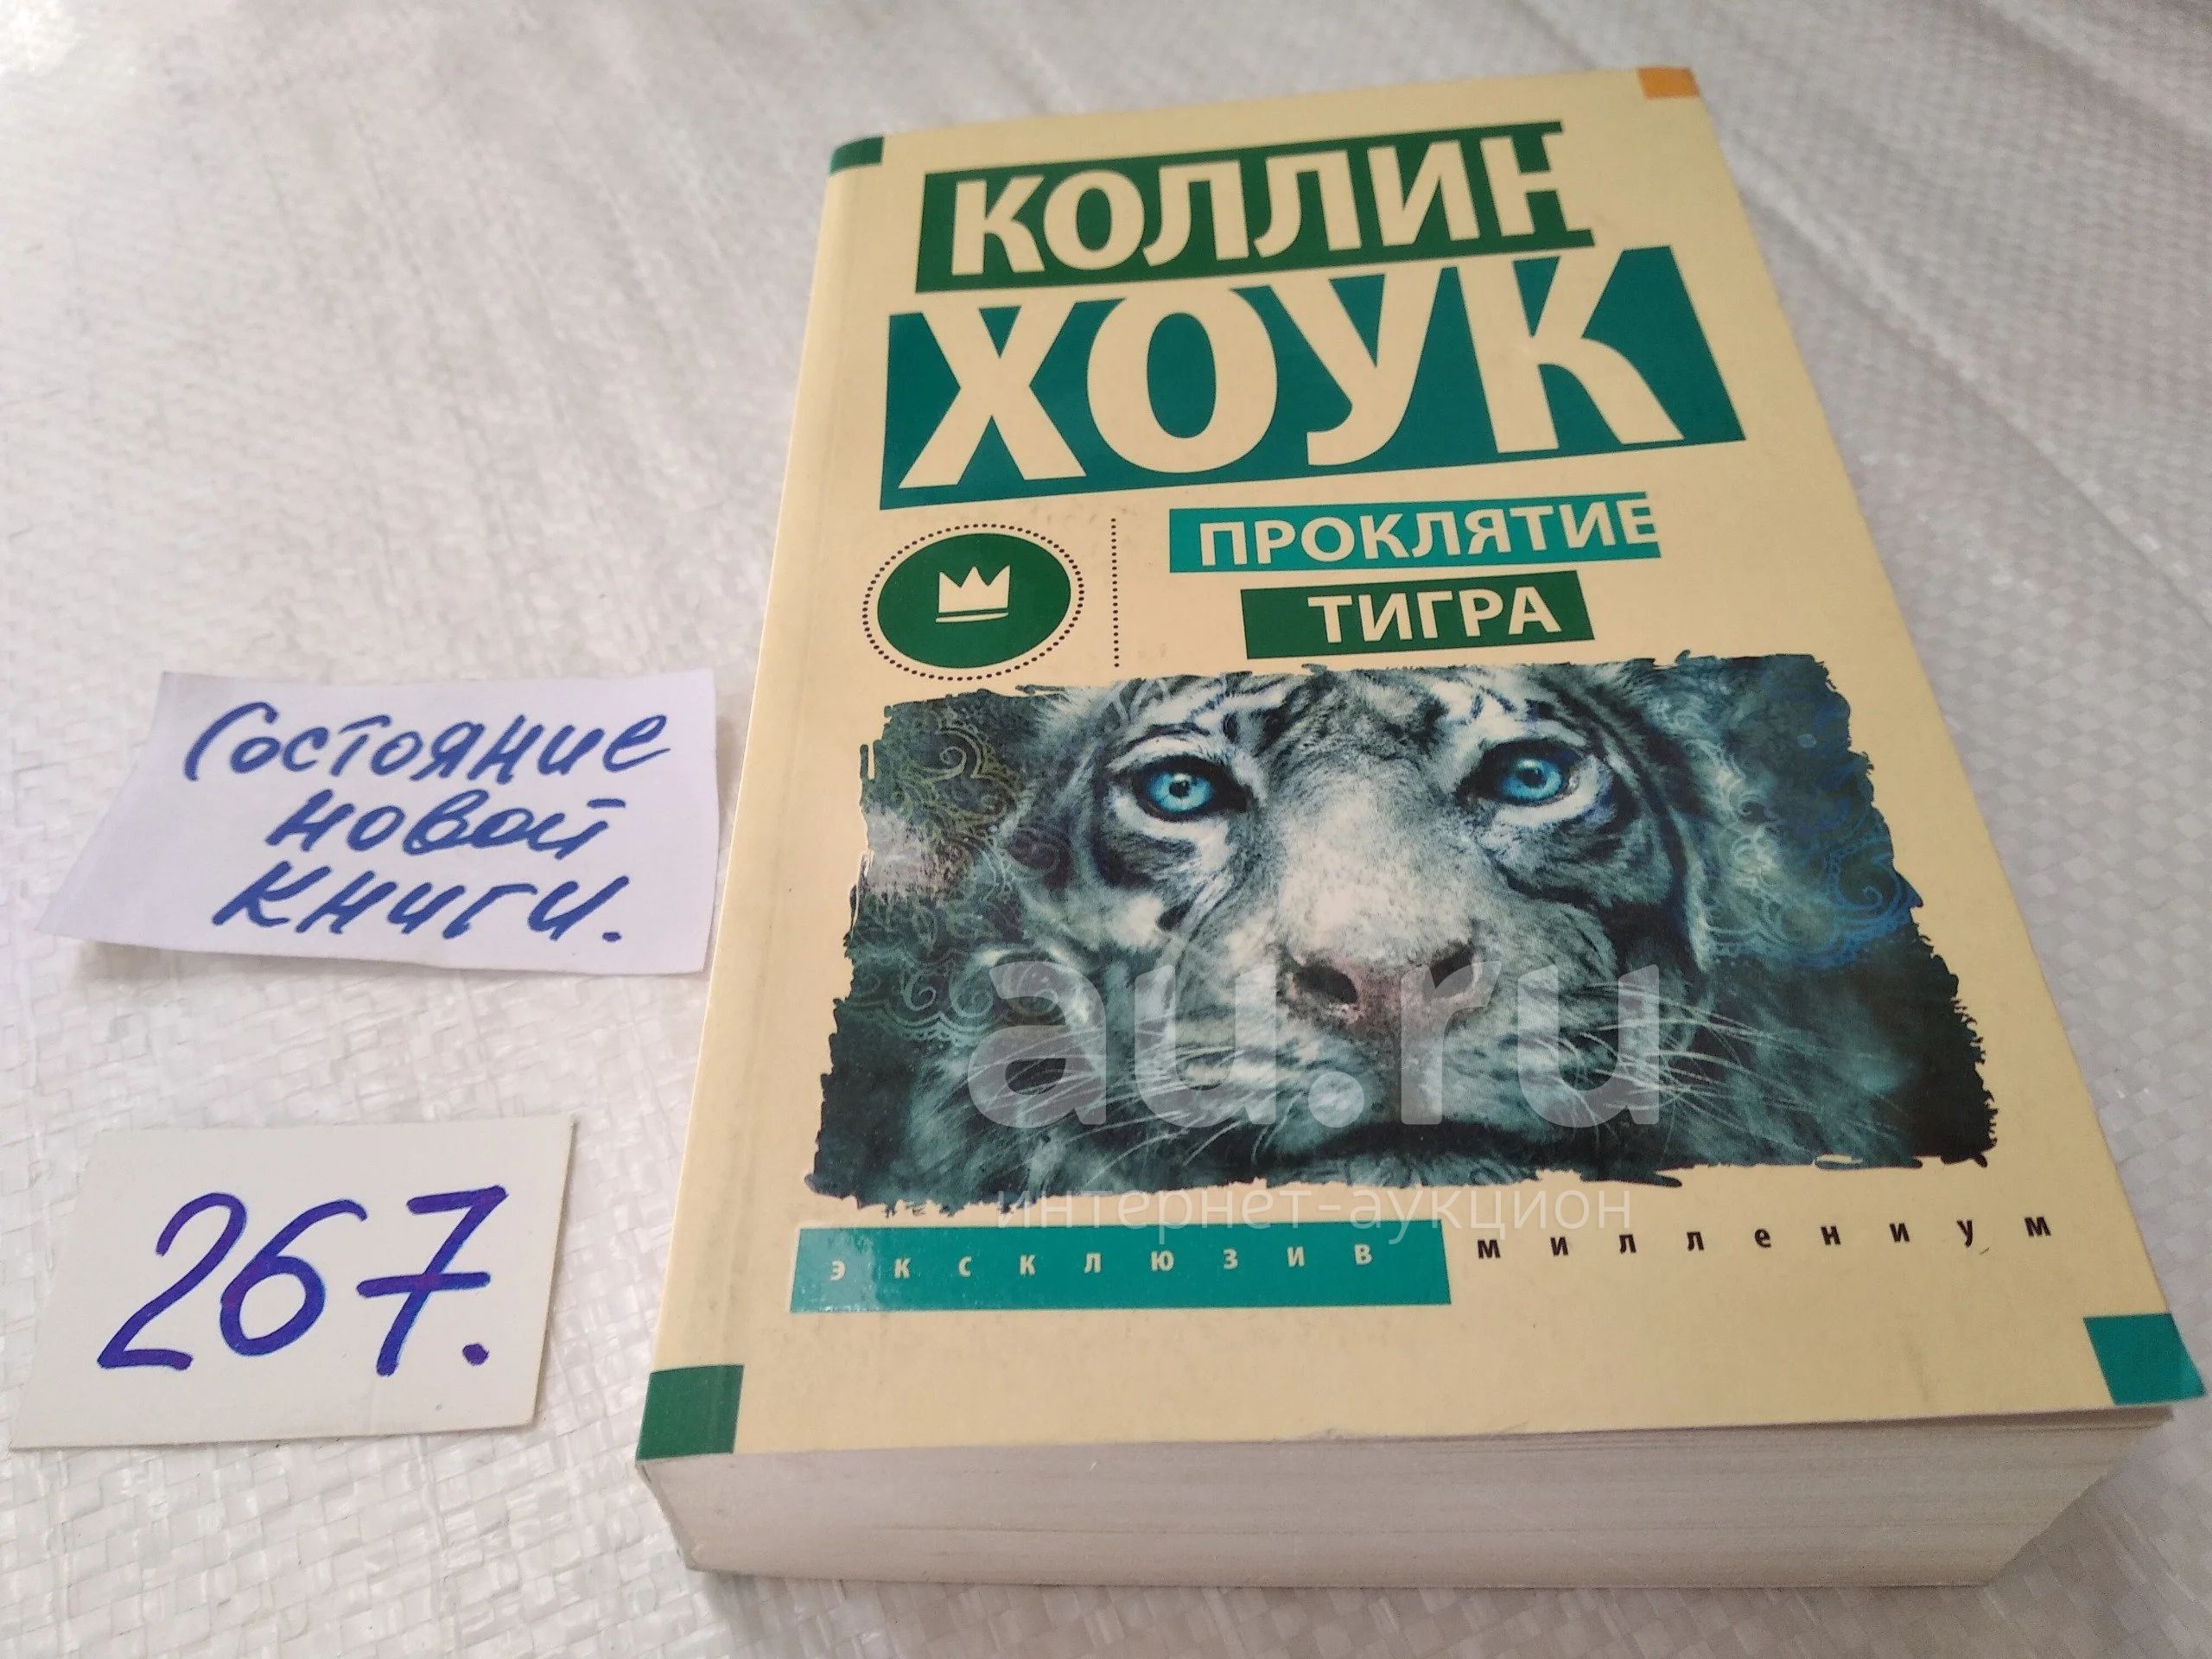 КОЛЛИН
ХОУК
ПРОКЛЯТИЕ
ТИГРА
эксклюзив миллениум
Состояние
новой
книги.
267.
au.ru
интернет-аукцион